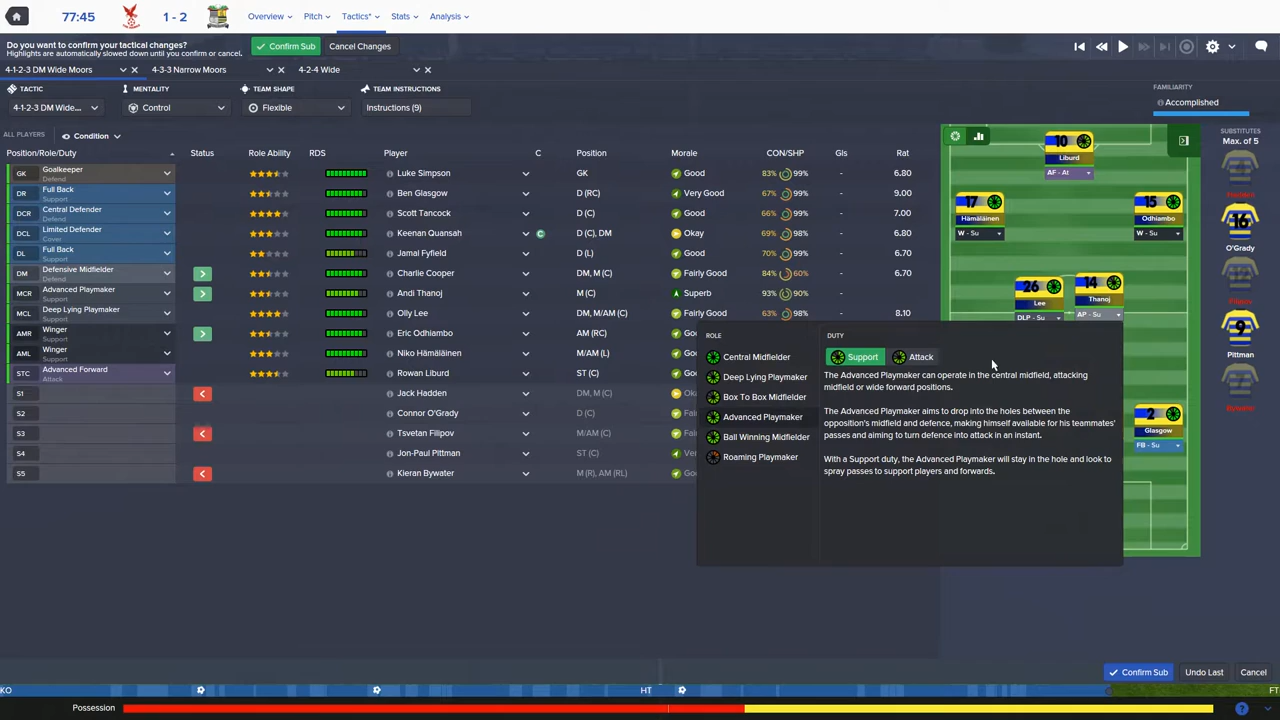 77:45
1 - 2
Overview
Pitch
Tactics*
Stats
Analysis
Do you want to confirm your tactical changes?
Highlights are automatically slowed down until you confirm or cancel.
Confirm Sub
Cancel Changes
4-1-2-3 DM Wide Moors
4-3-3 Narrow Moors
4-2-4 Wide
TACTIC
MENTALITY
TEAM SHAPE
TEAM INSTRUCTIONS
FAMILIARITY
4-1-2-3 DM Wide...
Control
Flexible
Instructions (9)
Accomplished
ALL PLAYERS
Condition
SUBSTITUTES
Max. of 5
Position/Role/Duty
Status
Role Ability
RDS
Player
C
Position
Morale
CON/SHP
Gls
Rat
GK Goalkeeper Defend Luke Simpson GK Good 83% 99% - 6.80
DR Full Back Support Ben Glasgow D (RC) Very Good 67% 99% - 9.00
DCR Central Defender Defend Scott Tancock D (C) Good 66% 99% - 7.00
DCL Limited Defender Cover Keenan Quansah C D (C), DM Okay 69% 98% - 6.80
DL Full Back Support Jamal Fyfield D (L) Good 70% 99% - 6.90
DM Defensive Midfielder Defend Charlie Cooper DM, M (C) Fairly Good 84% 60% - 6.70
MCR Advanced Playmaker Support Andi Thanoj M (C) Superb 93% 90% -
MCL Deep Lying Playmaker Support Olly Lee DM, M/AM (C) Fairly Good 63% 98% - 8.10
AMR Winger Support Eric Odhiambo AM (RC) Goo
AML Winger Support Niko Hämäläinen M/AM (L) Goo
STC Advanced Forward Attack Rowan Liburd ST (C) Goo
S1 Jack Hadden DM, M (C) Oka
S2 Connor O'Grady D (C) Fair
S3 Tsvetan Filipov M/AM (C) Fair
S4 Jon-Paul Pittman ST (C) Ver
S5 Kieran Bywater M (R), AM (RL) Goo
10
Liburd
AF - At
17
Hämäläinen
W - Su
15
Odhiambo
W - Su
26
Lee
DLP - Su
14
Thanoj
AP - Su
2
Glasgow
FB - Su
16
O'Grady
Filipov
9
Pittman
ROLE
Central Midfielder
Deep Lying Playmaker
Box To Box Midfielder
Advanced Playmaker
Ball Winning Midfielder
Roaming Playmaker
DUTY
Support
Attack
The Advanced Playmaker can operate in the central midfield, attacking
midfield or wide forward positions.
The Advanced Playmaker aims to drop into the holes between the
opposition's midfield and defence, making himself available for his teammates'
passes and aiming to turn defence into attack in an instant.
With a Support duty, the Advanced Playmaker will stay in the hole and look to
spray passes to support players and forwards.
Confirm Sub
Undo Last
Cancel
KO
HT
FT
Possession
?